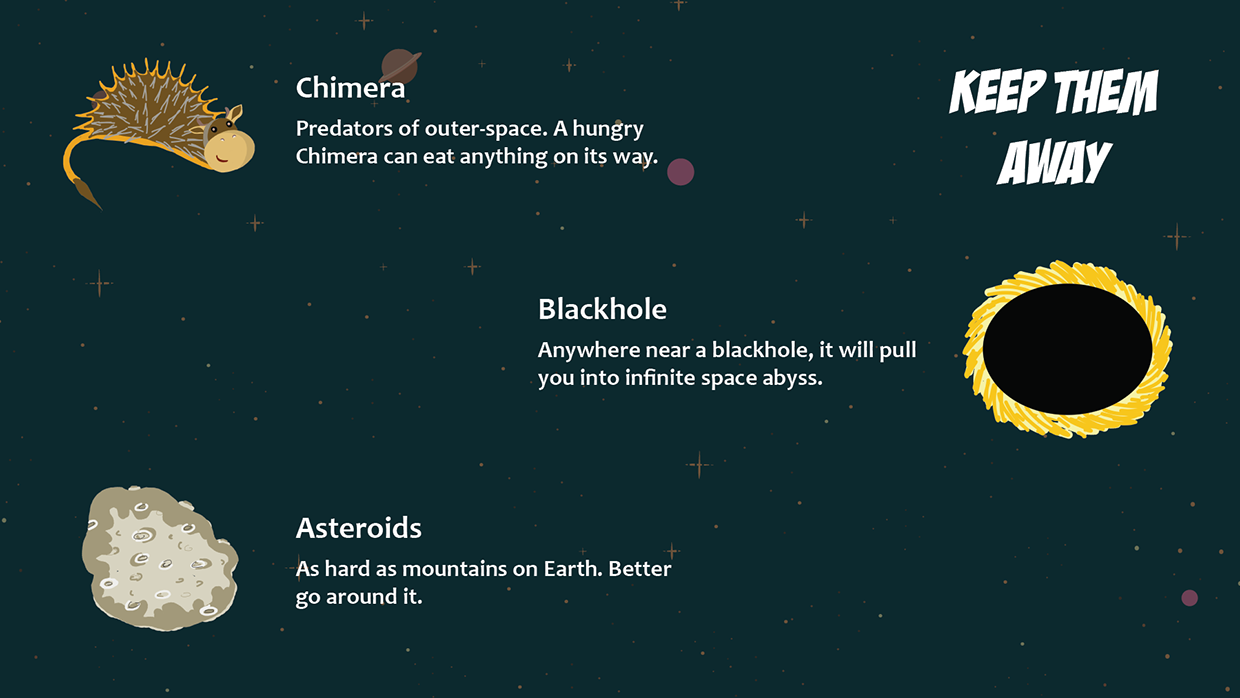 KEEP THEM
AWAY
Chimera
Predators of outer-space. A hungry
Chimera can eat anything on its way.
Blackhole
Anywhere near a blackhole, it will pull
you into infinite space abyss.
Asteroids
As hard as mountains on Earth. Better
go around it.